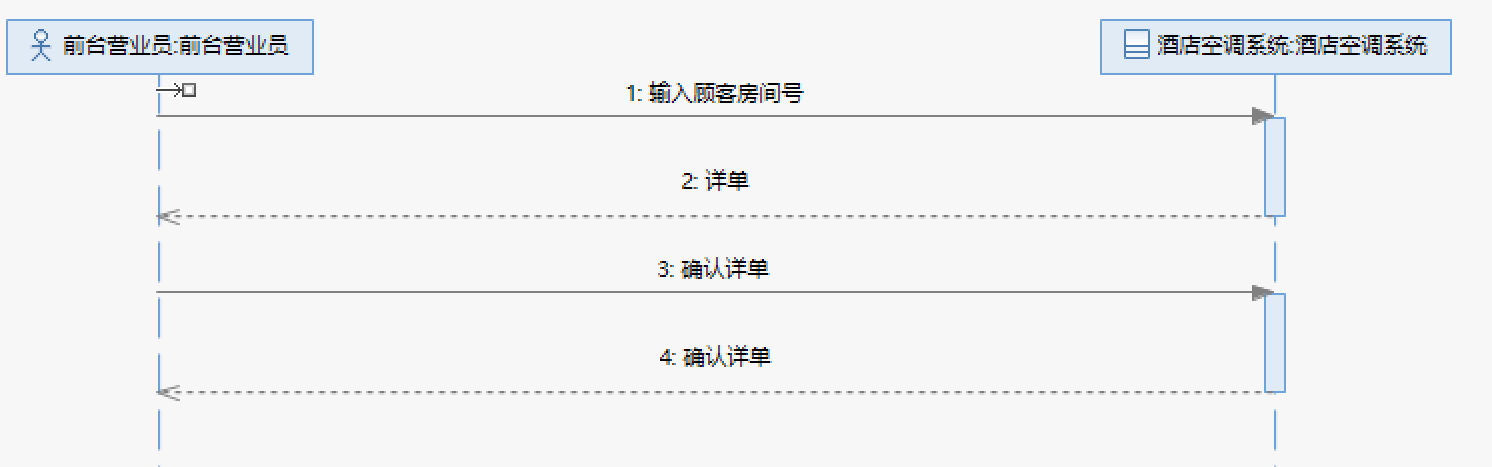 前台营业员:前台营业员
酒店空调系统:酒店空调系统
1: 输入顾客房间号
2: 详单
3: 确认详单
4: 确认详单